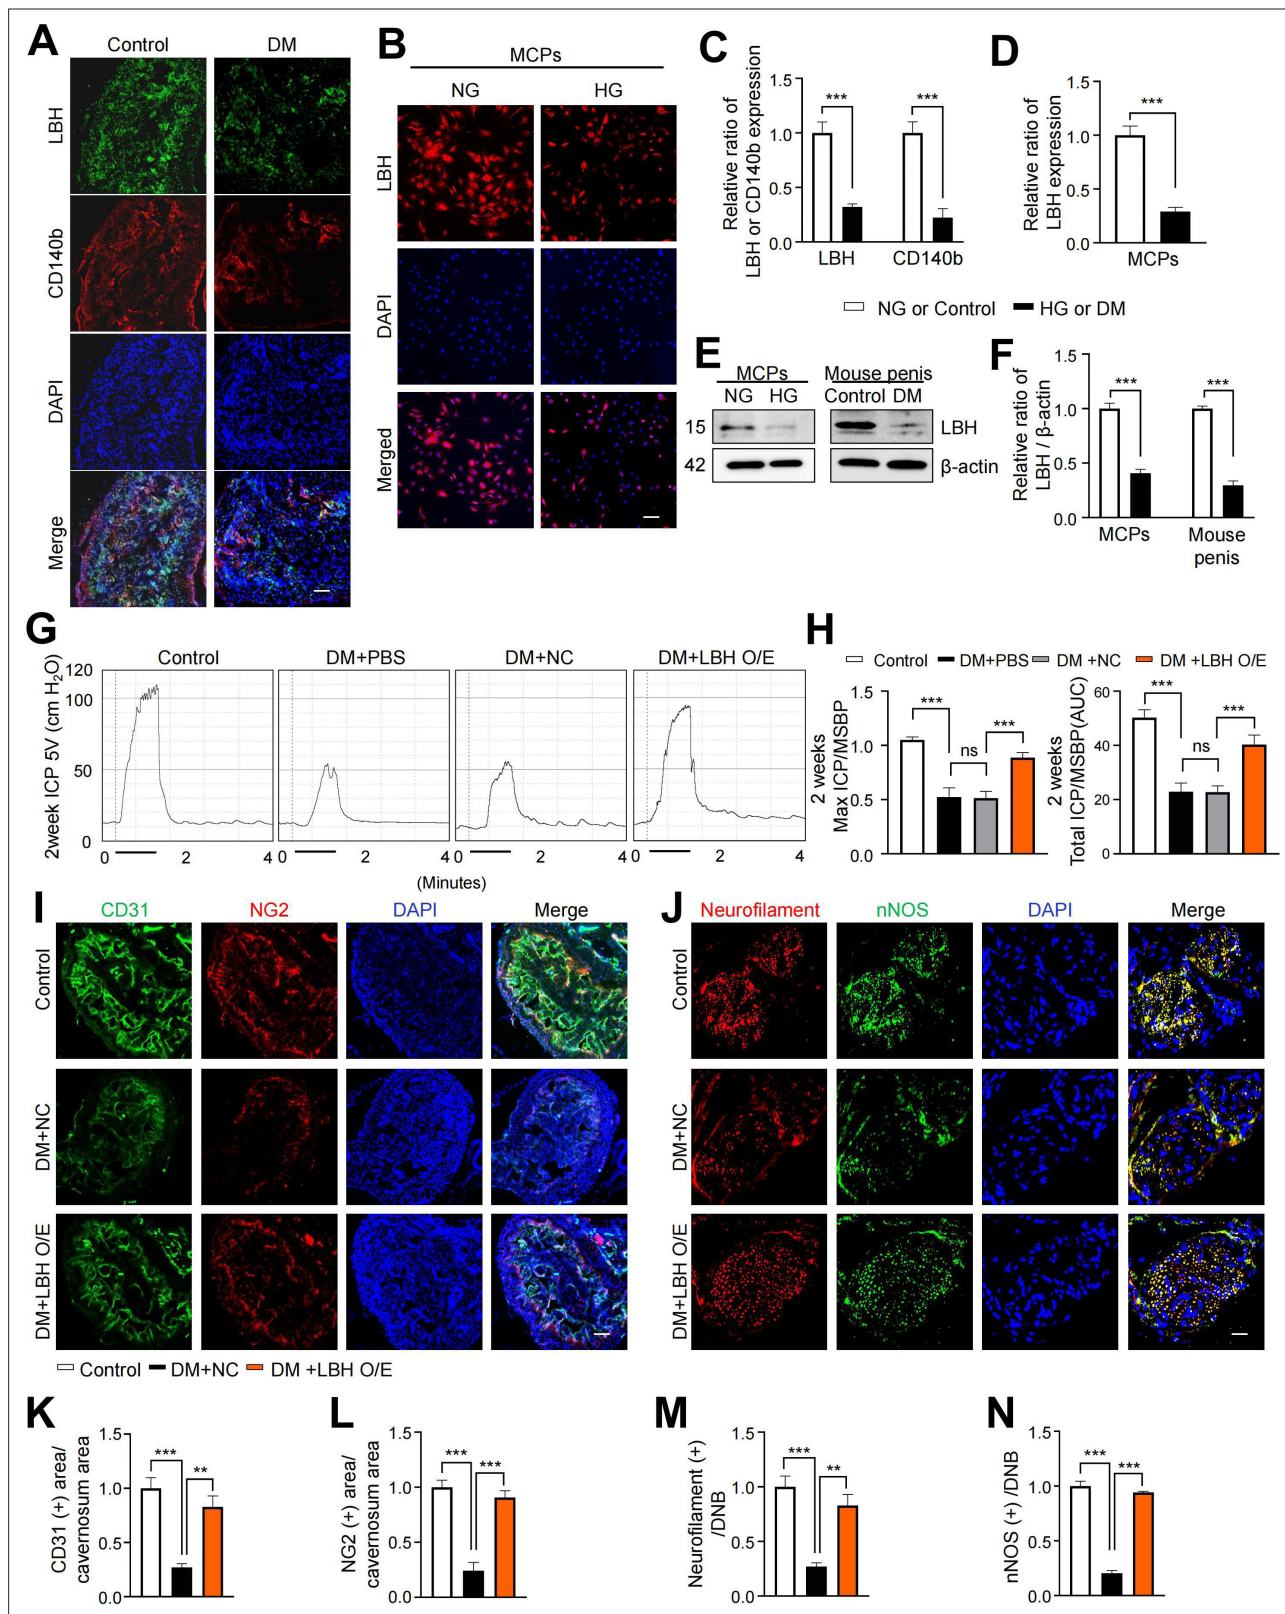 A
Control
DM
LBH
CD140b
DAPI
Merge
B
MCPs
NG
HG
LBH
DAPI
Merged
C
Relative ratio of
LBH or CD140b expression
1.5
1.0
0.5
0.0
***
***
LBH
CD140b
D
Relative ratio of
LBH expression
1.5
1.0
0.5
0.0
***
MCPs
NG or Control
HG or DM
E
MCPs
Mouse penis
NG
HG
Control
DM
15
LBH
42
β-actin
F
Relative ratio of
LBH / β-actin
1.5
1.0
0.5
0.0
***
***
MCPs
Mouse
penis
G
Control
DM+PBS
DM+NC
DM+LBH O/E
2week ICP 5V (cm H₂O)
120
100
50
0
0 2 4
2 4
0 2 4
0 2 4
(Minutes)
H
Control
DM+PBS
DM +NC
DM +LBH O/E
2 weeks
Max ICP/MSBP
1.5
1.0
0.5
0.0
***
ns
***
2 weeks
Total ICP/MSBP(AUC)
60
40
20
0
***
ns
***
I
CD31
NG2
DAPI
Merge
Control
DM+NC
DM+LBH O/E
J
Neurofilament
nNOS
DAPI
Merge
Control
DM+NC
DM+LBH O/E
Control
DM+NC
DM +LBH O/E
K
CD31 (+) area/
cavernosum area
1.5
1.0
0.5
0.0
***
**
L
NG2 (+) area/
cavernosum area
1.5
1.0
0.5
0.0
***
***
M
Neurofilament (+)
/DNB
1.5
1.0
0.5
0.0
***
**
N
nNOS (+) /DNB
1.5
1.0
0.5
0.0
***
***